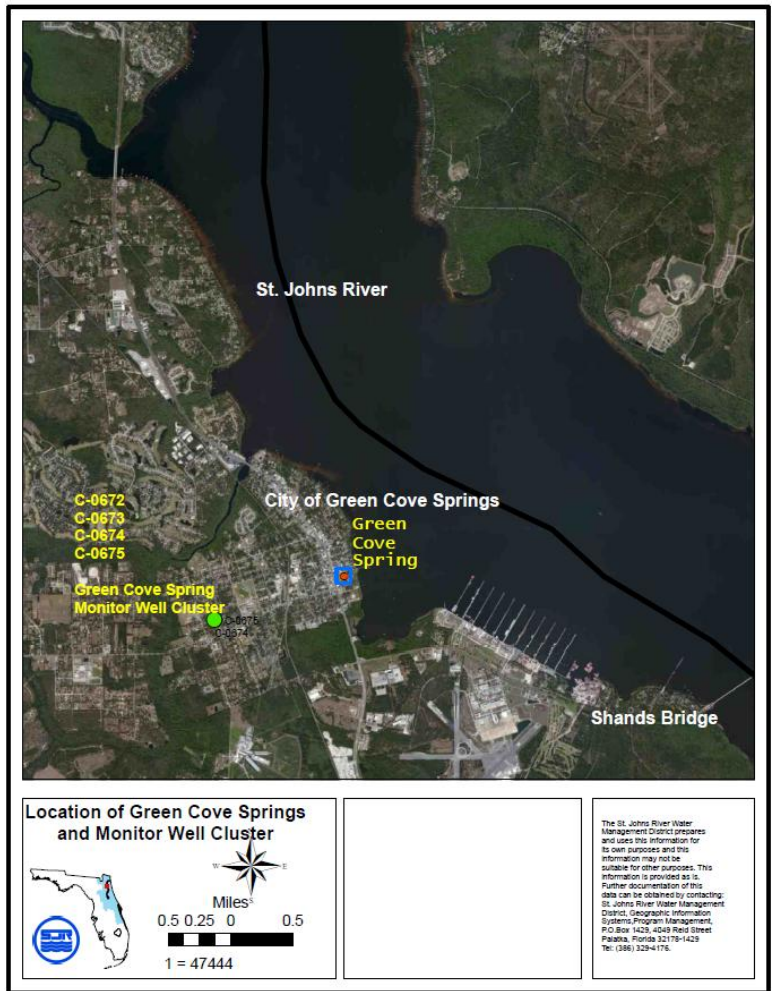 St. Johns River
City of Green Cove Springs
Green
Cove
Spring
C-0672
C-0673
C-0674
C-0675
Green Cove Spring
Monitor Well Cluster
C-0675
C-0674
Shands Bridge
Location of Green Cove Springs
and Monitor Well Cluster
N
W E
S
Miles
0.5 0.25 0 0.5
1 = 47444
SJR
The St. Johns River Water
Management District prepares
and uses this information for
its own purposes and this
information may not be
suitable for other purposes. This
information is provided as is.
Further documentation of this
data can be obtained by contacting:
St. Johns River Water Management
District, Geographic Information
Systems,Program Management,
P.O.Box 1429, 4049 Reid Street
Palatka, Florida 32178-1429
Tel: (386) 329-4176.